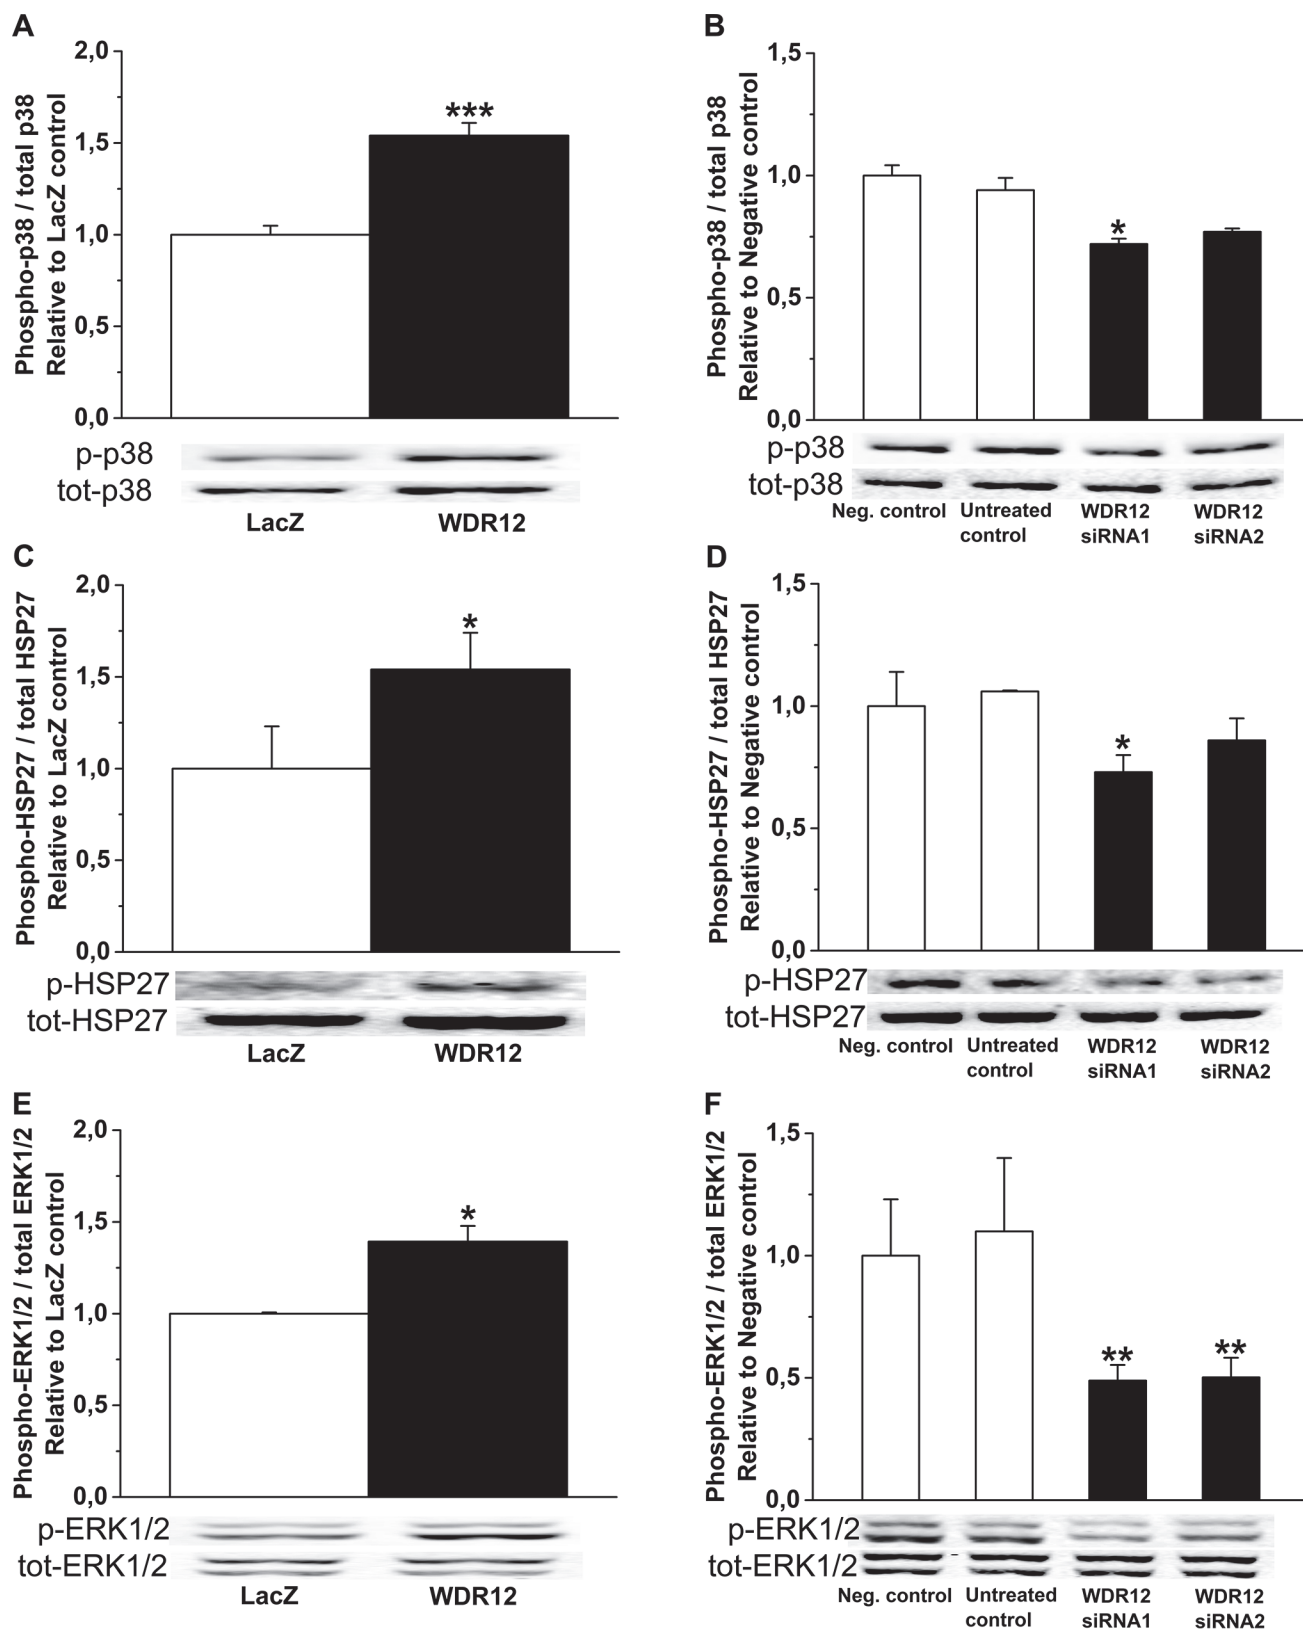 A
Phospho-p38 / total p38
Relative to LacZ control
2,0
1,5
1,0
0,5
0,0
***
p-p38
tot-p38
LacZ WDR12
B
Phospho-p38 / total p38
Relative to Negative control
1,5
1,0
0,5
0,0
*
p-p38
tot-p38
Neg. control Untreated control WDR12 siRNA1 WDR12 siRNA2
C
Phospho-HSP27 / total HSP27
Relative to LacZ control
2,0
1,5
1,0
0,5
0,0
*
p-HSP27
tot-HSP27
LacZ WDR12
D
Phospho-HSP27 / total HSP27
Relative to Negative control
1,5
1,0
0,5
0,0
*
p-HSP27
tot-HSP27
Neg. control Untreated control WDR12 siRNA1 WDR12 siRNA2
E
Phospho-ERK1/2 / total ERK1/2
Relative to LacZ control
2,0
1,5
1,0
0,5
0,0
*
p-ERK1/2
tot-ERK1/2
LacZ WDR12
F
Phospho-ERK1/2 / total ERK1/2
Relative to Negative control
1,5
1,0
0,5
0,0
** **
p-ERK1/2
tot-ERK1/2
Neg. control Untreated control WDR12 siRNA1 WDR12 siRNA2